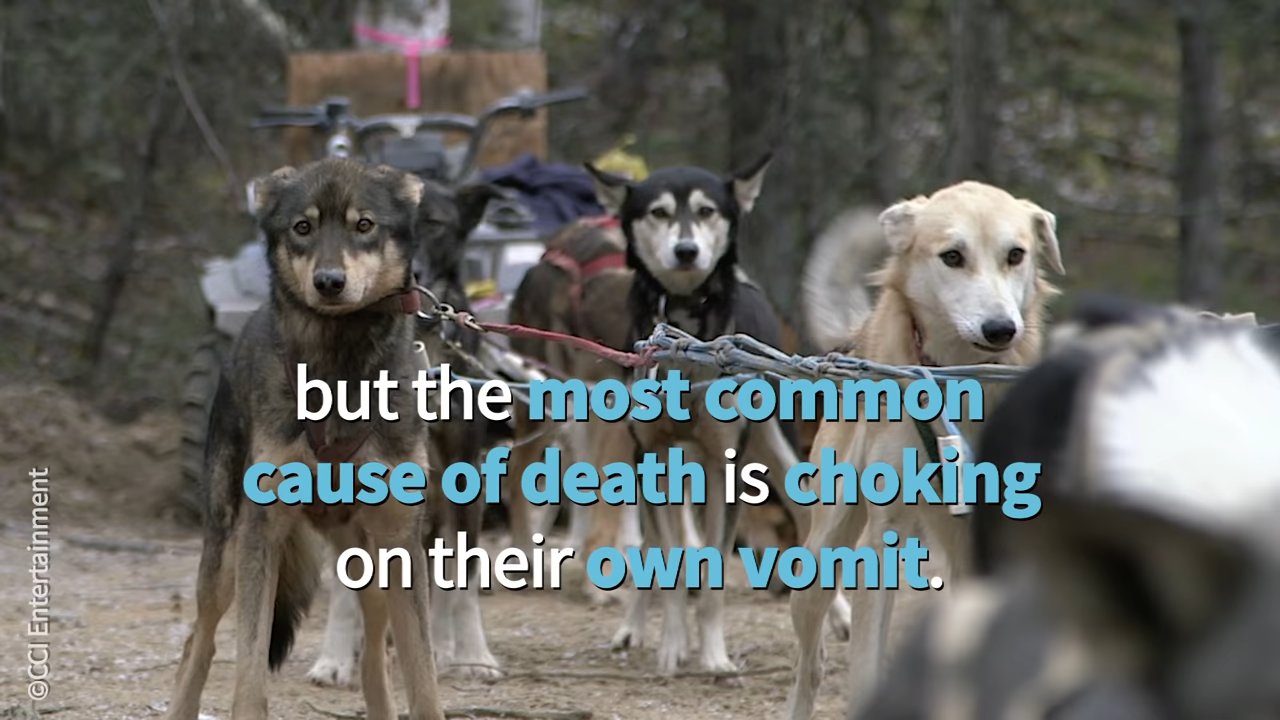 but the most common
cause of death is choking
on their own vomit.
©CCI Entertainment